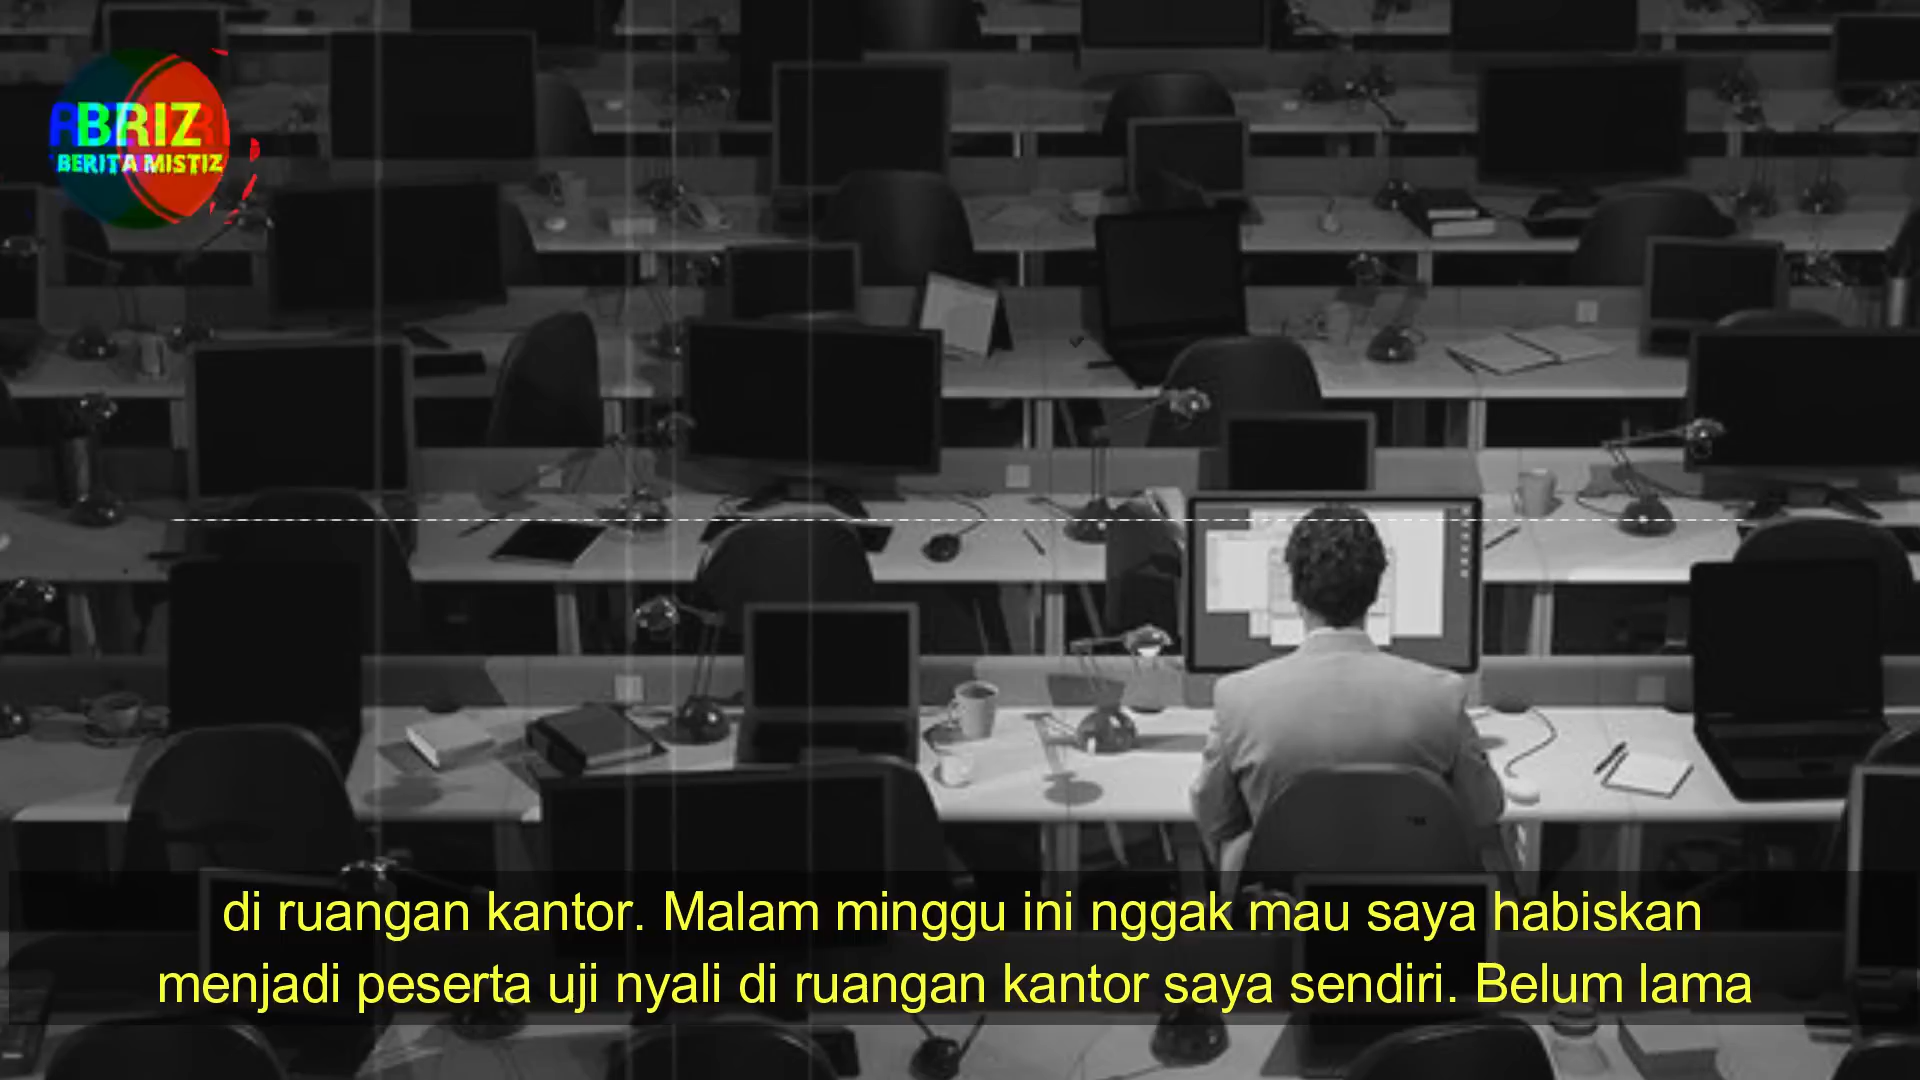 ABRIZ
BERITA MISTIZ
di ruangan kantor. Malam minggu ini nggak mau saya habiskan
menjadi peserta uji nyali di ruangan kantor saya sendiri. Belum lama